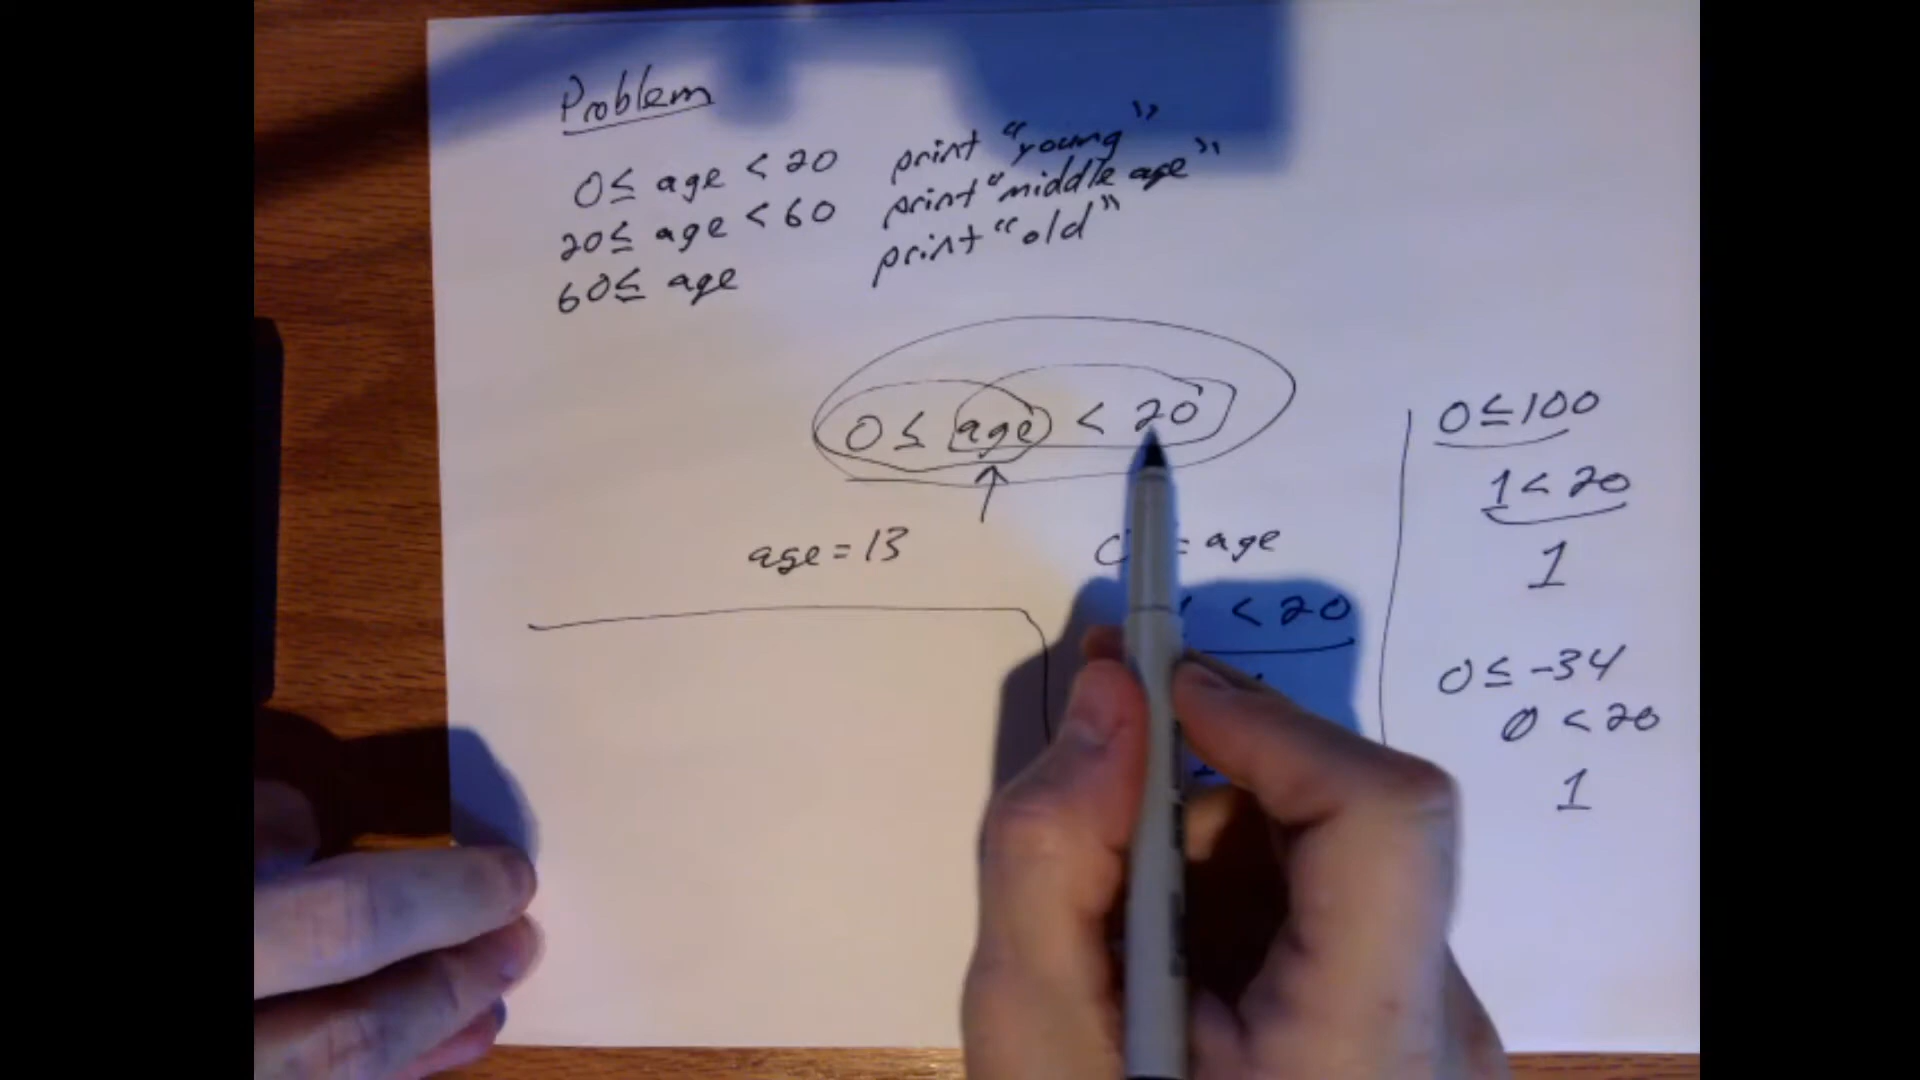 Problem
0≤ age < 20 print "young"
20≤ age < 60 print "middle age"
60≤ age print "old"
0 ≤ age < 20
age = 13
= age
< 20
0≤100
1 < 20
1
0≤ -34
0 < 20
1